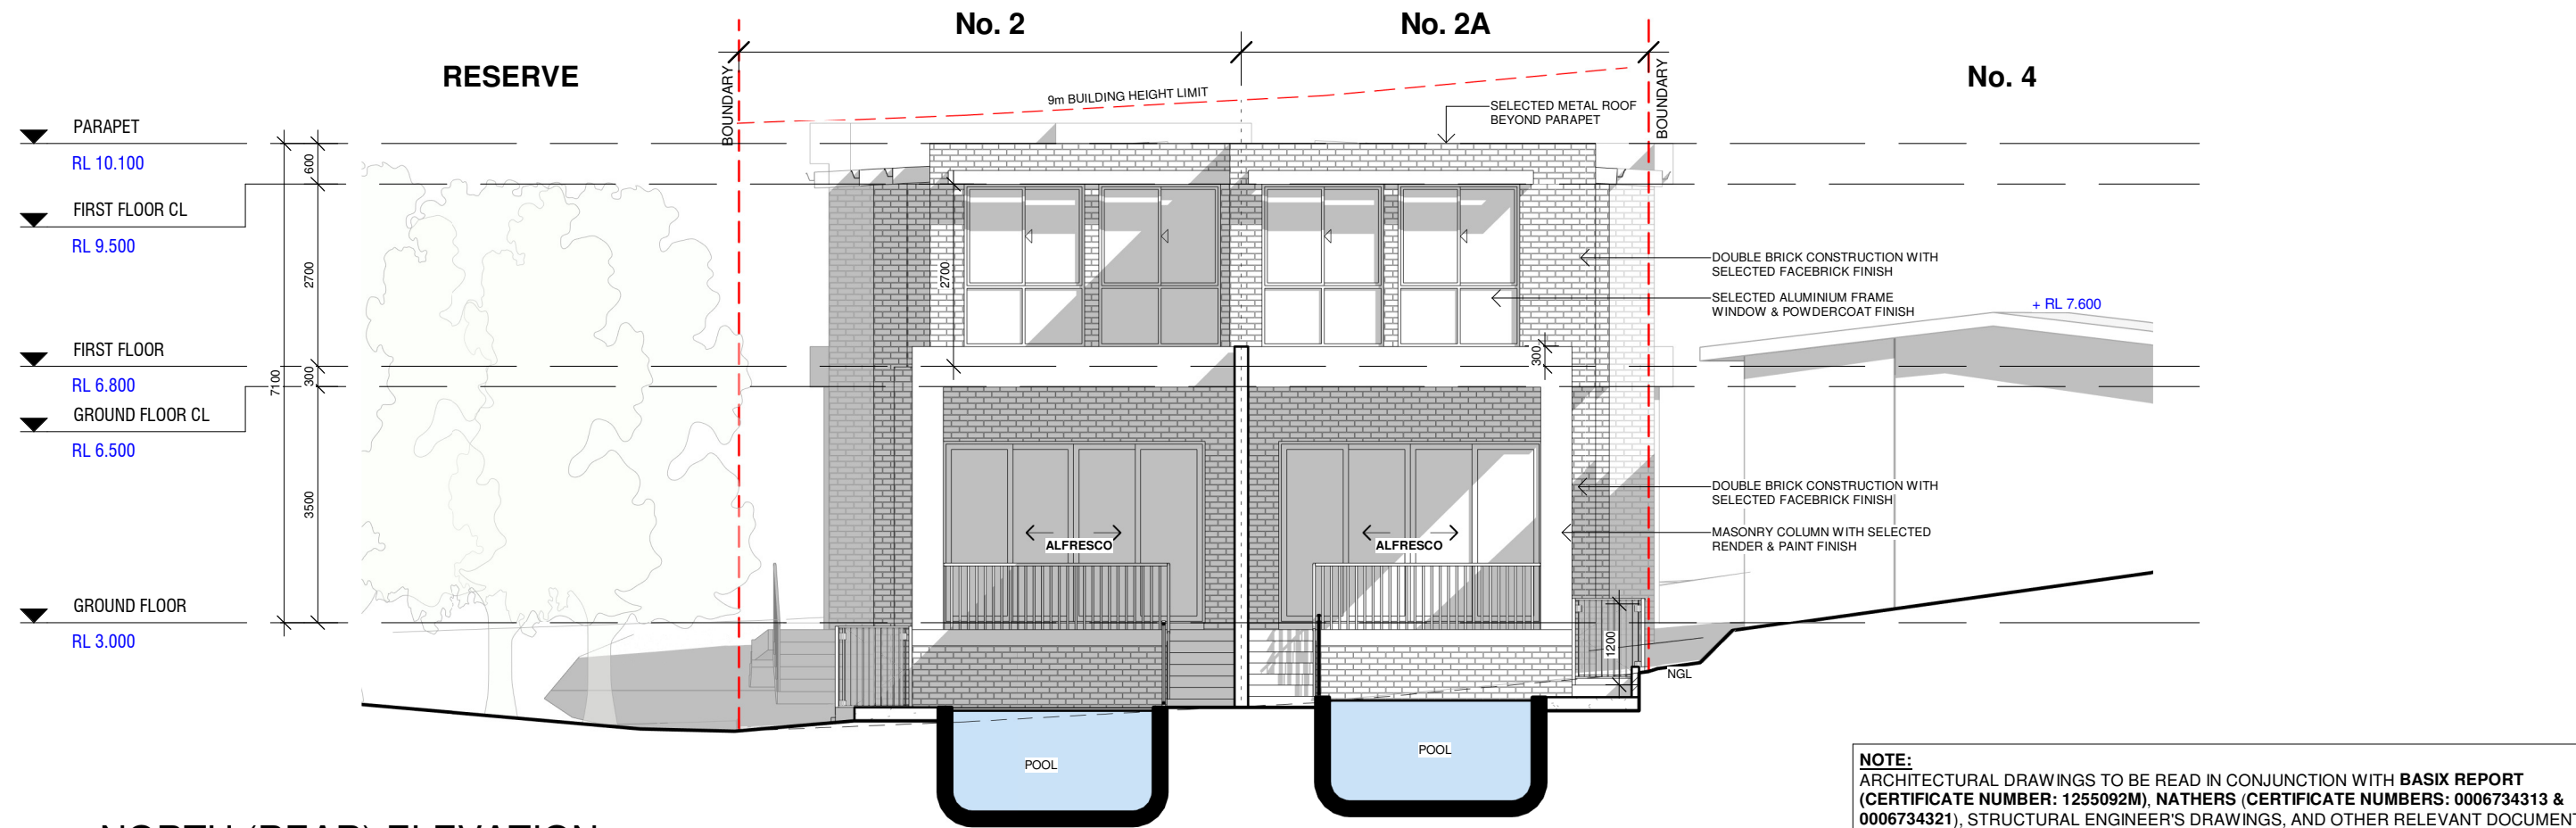 No. 2
No. 2A
RESERVE
No. 4
BOUNDARY
BOUNDARY
9m BUILDING HEIGHT LIMIT
SELECTED METAL ROOF
BEYOND PARAPET
PARAPET
RL 10.100
600
FIRST FLOOR CL
RL 9.500
2700
2700
DOUBLE BRICK CONSTRUCTION WITH
SELECTED FACEBRICK FINISH
SELECTED ALUMINIUM FRAME
WINDOW & POWDERCOAT FINISH
+ RL 7.600
FIRST FLOOR
RL 6.800
300
300
7100
GROUND FLOOR CL
RL 6.500
3500
DOUBLE BRICK CONSTRUCTION WITH
SELECTED FACEBRICK FINISH
MASONRY COLUMN WITH SELECTED
RENDER & PAINT FINISH
ALFRESCO
ALFRESCO
GROUND FLOOR
RL 3.000
1200
NGL
POOL
POOL
NOTE:
ARCHITECTURAL DRAWINGS TO BE READ IN CONJUNCTION WITH BASIX REPORT
(CERTIFICATE NUMBER: 1255092M), NATHERS (CERTIFICATE NUMBERS: 0006734313 &
0006734321), STRUCTURAL ENGINEER'S DRAWINGS, AND OTHER RELEVANT DOCUMEN
NORTH (REAR) ELEVATION